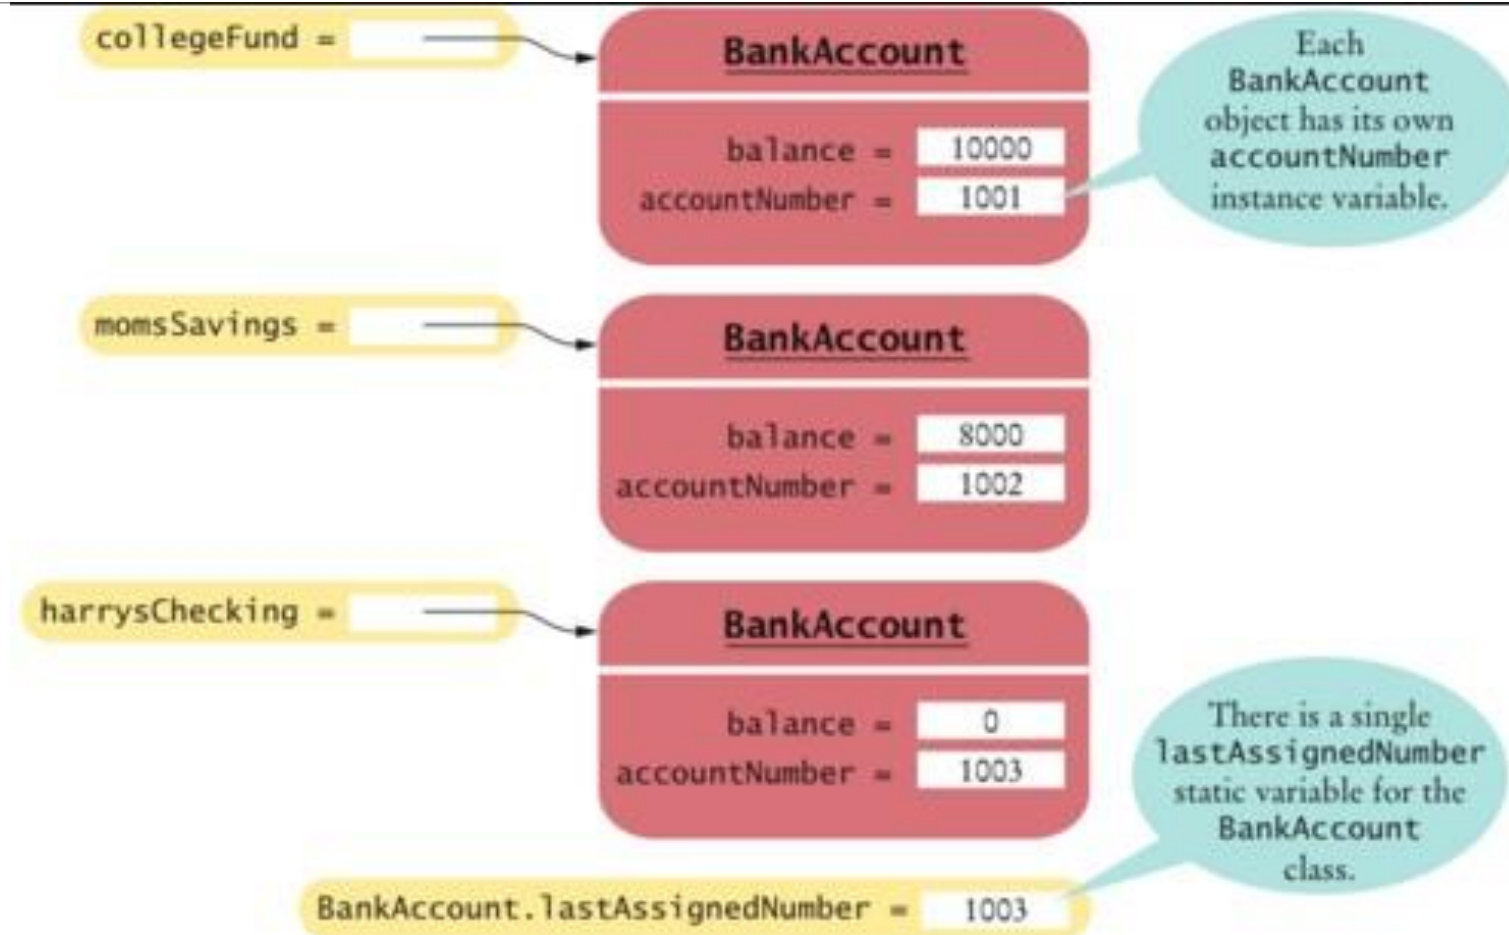 collegeFund =
BankAccount
balance = 10000
accountNumber = 1001
Each
BankAccount
object has its own
accountNumber
instance variable.
momsSavings =
BankAccount
balance = 8000
accountNumber = 1002
harrysChecking =
BankAccount
balance = 0
accountNumber = 1003
There is a single
lastAssignedNumber
static variable for the
BankAccount
class.
BankAccount.lastAssignedNumber = 1003